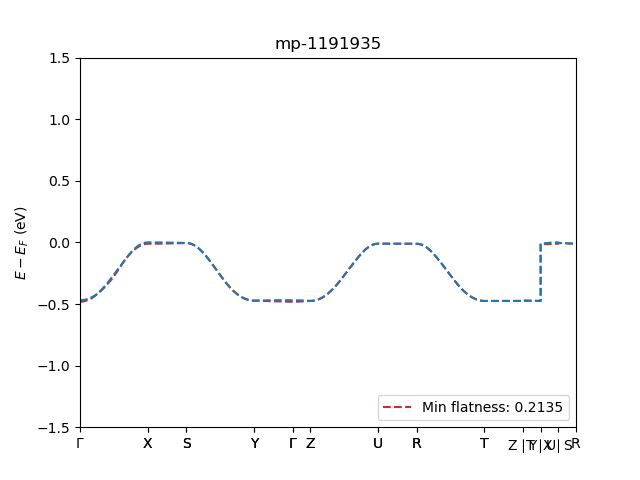 mp-1191935
E − E_F (eV)
1.5
1.0
0.5
0.0
−0.5
−1.0
−1.5
Min flatness: 0.2135
Γ X S Y Γ Z U R T Z | T Y | X U | S R